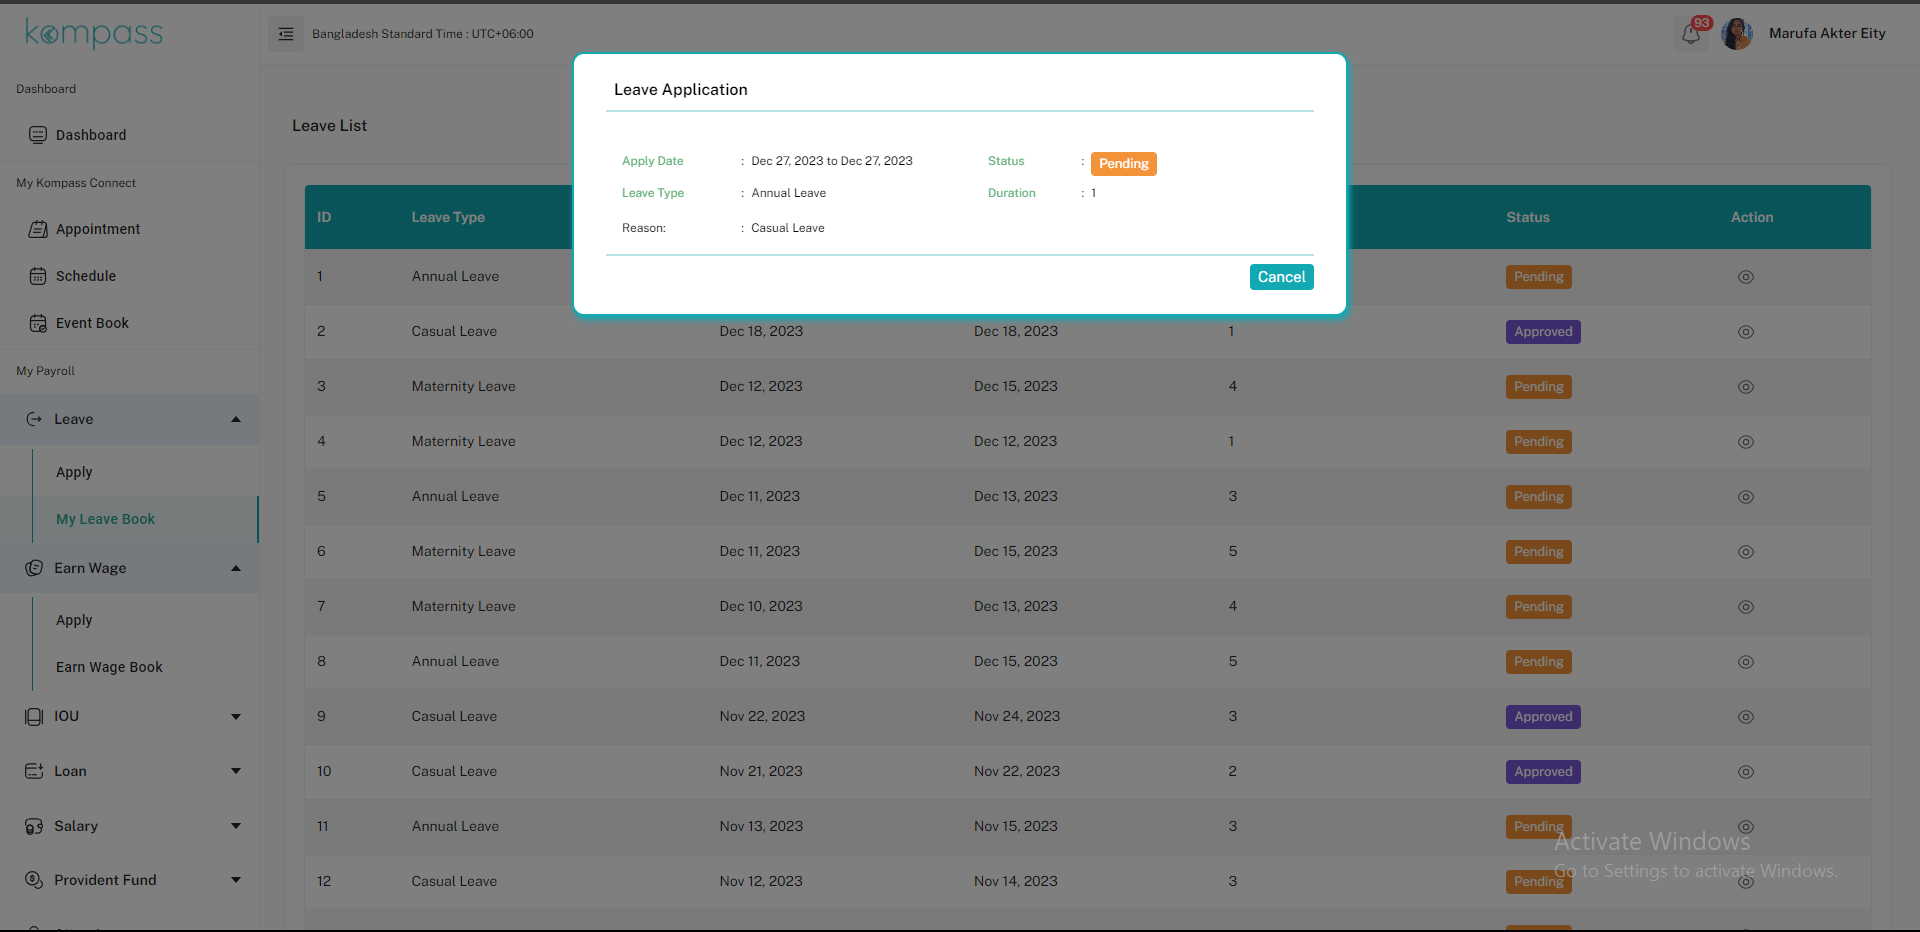 kompass
Bangladesh Standard Time : UTC+06:00
93
Marufa Akter Eity
Dashboard
Dashboard
My Kompass Connect
Appointment
Schedule
Event Book
My Payroll
Leave
Apply
My Leave Book
Earn Wage
Apply
Earn Wage Book
IOU
Loan
Salary
Provident Fund
Leave List
Leave Application
Apply Date : Dec 27, 2023 to Dec 27, 2023 Status : Pending
Leave Type : Annual Leave Duration : 1
Reason: : Casual Leave
Cancel
ID Leave Type Status Action
1 Annual Leave Pending
2 Casual Leave Dec 18, 2023 Dec 18, 2023 1 Approved
3 Maternity Leave Dec 12, 2023 Dec 15, 2023 4 Pending
4 Maternity Leave Dec 12, 2023 Dec 12, 2023 1 Pending
5 Annual Leave Dec 11, 2023 Dec 13, 2023 3 Pending
6 Maternity Leave Dec 11, 2023 Dec 15, 2023 5 Pending
7 Maternity Leave Dec 10, 2023 Dec 13, 2023 4 Pending
8 Annual Leave Dec 11, 2023 Dec 15, 2023 5 Pending
9 Casual Leave Nov 22, 2023 Nov 24, 2023 3 Approved
10 Casual Leave Nov 21, 2023 Nov 22, 2023 2 Approved
11 Annual Leave Nov 13, 2023 Nov 15, 2023 3 Pending
12 Casual Leave Nov 12, 2023 Nov 14, 2023 3 Pending
Activate Windows
Go to Settings to activate Windows.